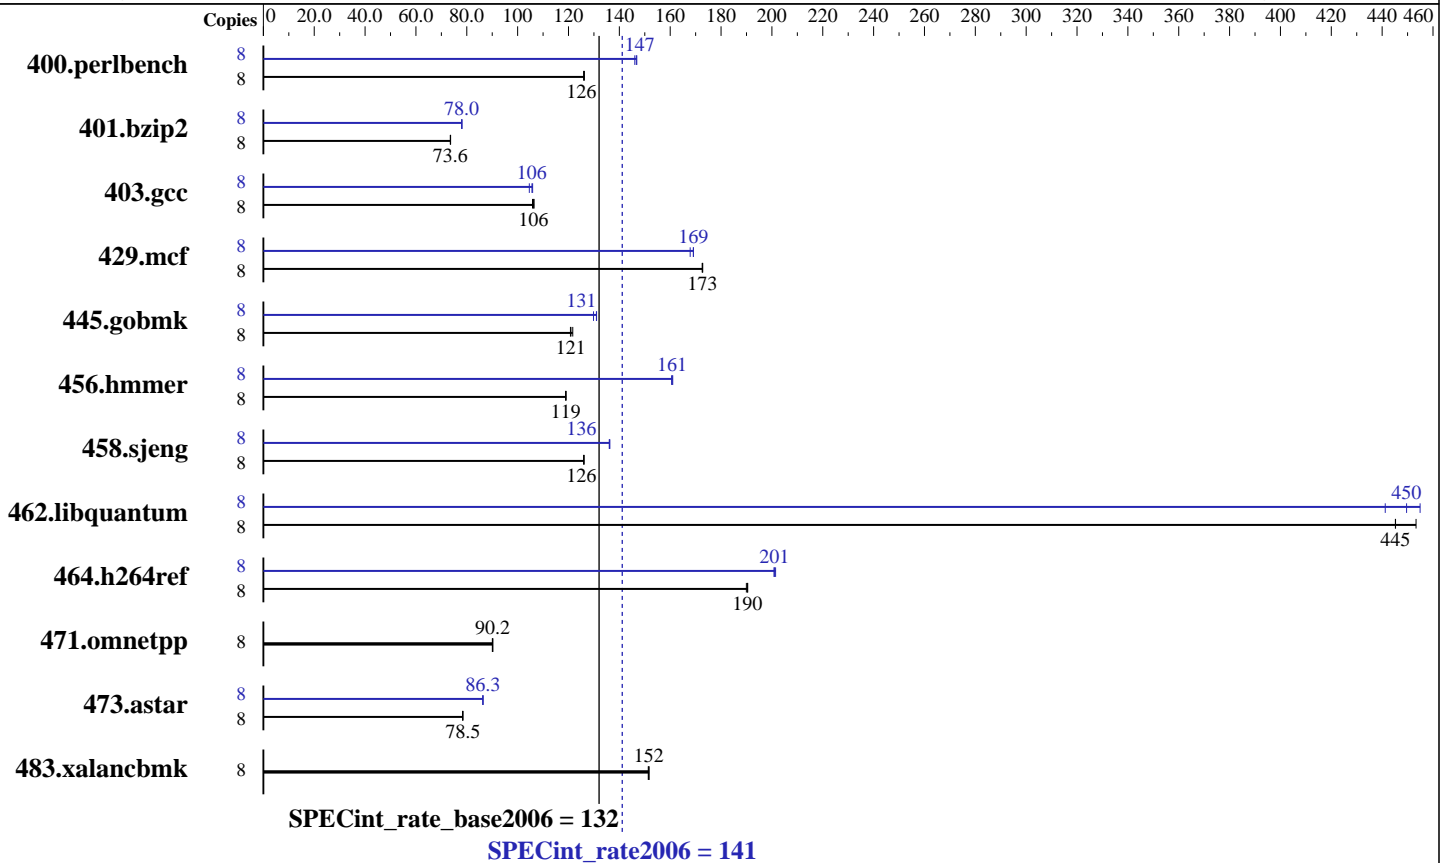 Copies 0 20.0 40.0 60.0 80.0 100 120 140 160 180 200 220 240 260 280 300 320 340 360 380 400 420 440 460
400.perlbench 8 147
8 126
401.bzip2 8 78.0
8 73.6
403.gcc 8 106
8 106
429.mcf 8 169
8 173
445.gobmk 8 131
8 121
456.hmmer 8 161
8 119
458.sjeng 8 136
8 126
462.libquantum 8 450
8 445
464.h264ref 8 201
8 190
471.omnetpp 8 90.2
473.astar 8 86.3
8 78.5
483.xalancbmk 8 152
SPECint_rate_base2006 = 132
SPECint_rate2006 = 141